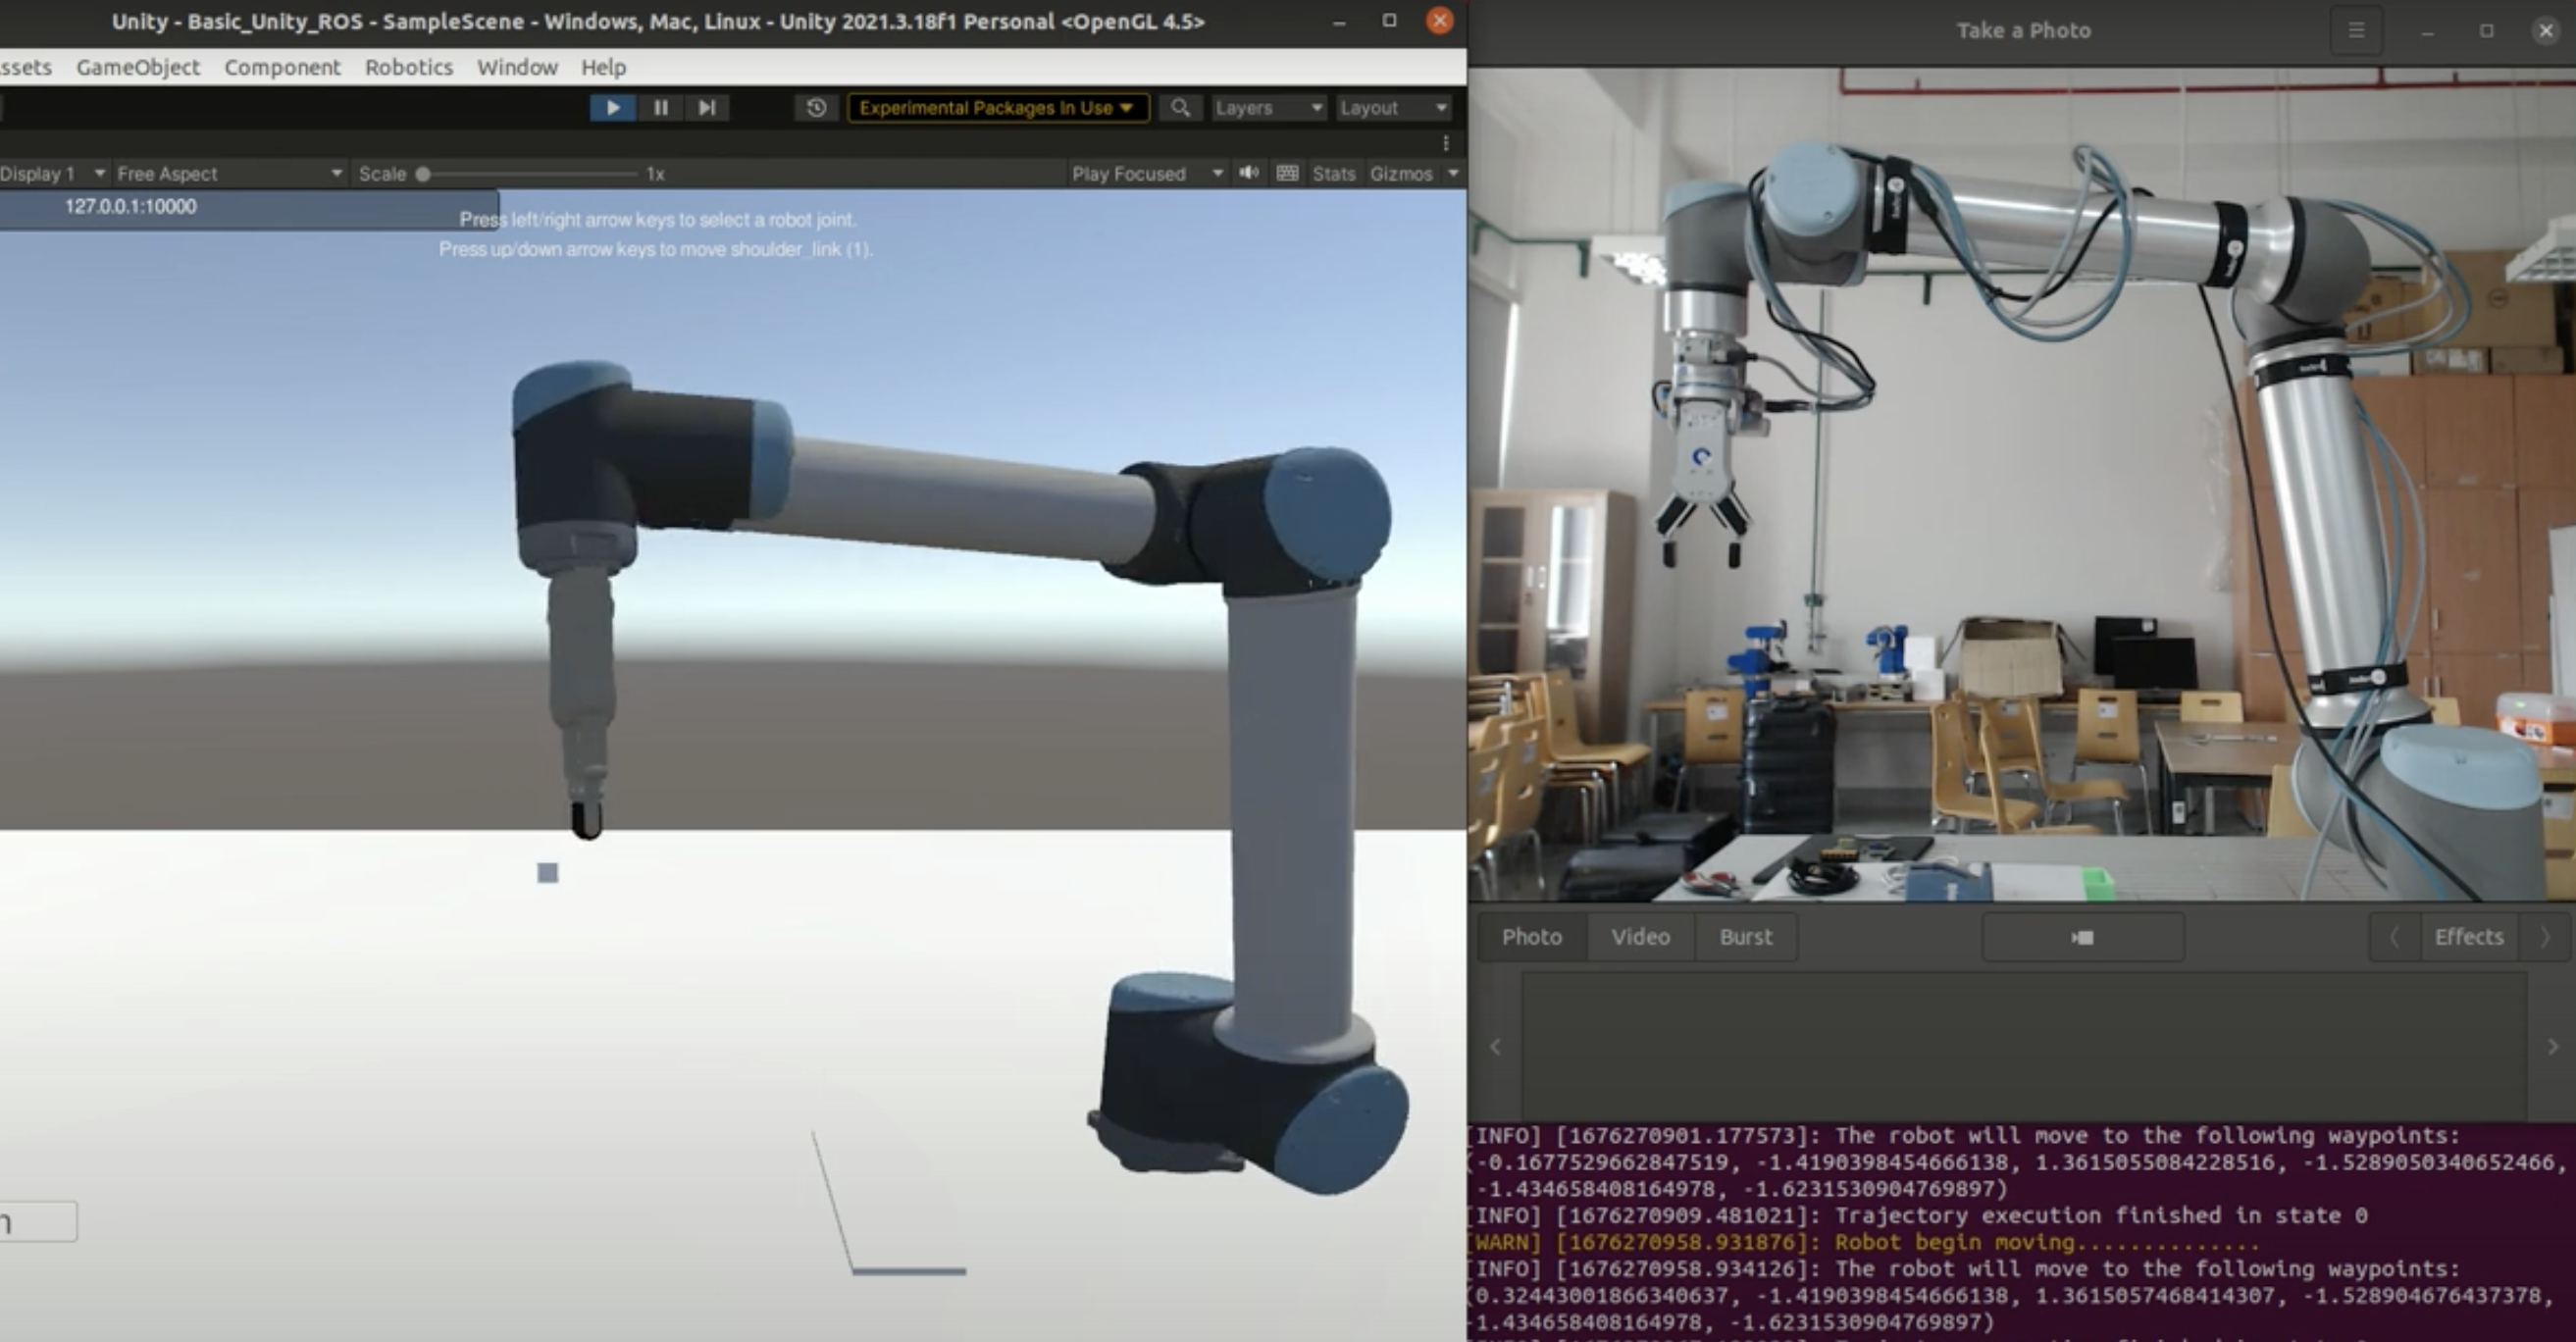 Unity - Basic_Unity_ROS - SampleScene - Windows, Mac, Linux - Unity 2021.3.18f1 Personal <OpenGL 4.5>
ssets GameObject Component Robotics Window Help
Experimental Packages In Use Layers Layout
Display 1 Free Aspect Scale 1x Play Focused Stats Gizmos
127.0.0.1:10000
Press left/right arrow keys to select a robot joint.
Press up/down arrow keys to move shoulder_link (1).
n
Take a Photo
Photo Video Burst Effects
[INFO] [1676270901.177573]: The robot will move to the following waypoints:
(-0.1677529662847519, -1.4190398454666138, 1.3615055084228516, -1.5289050340652466,
-1.434658408164978, -1.6231530904769897)
[INFO] [1676270909.481021]: Trajectory execution finished in state 0
[WARN] [1676270958.931876]: Robot begin moving..............
[INFO] [1676270958.934126]: The robot will move to the following waypoints:
(0.32443001866340637, -1.4190398454666138, 1.3615057468414307, -1.528904676437378,
-1.434658408164978, -1.6231530904769897)